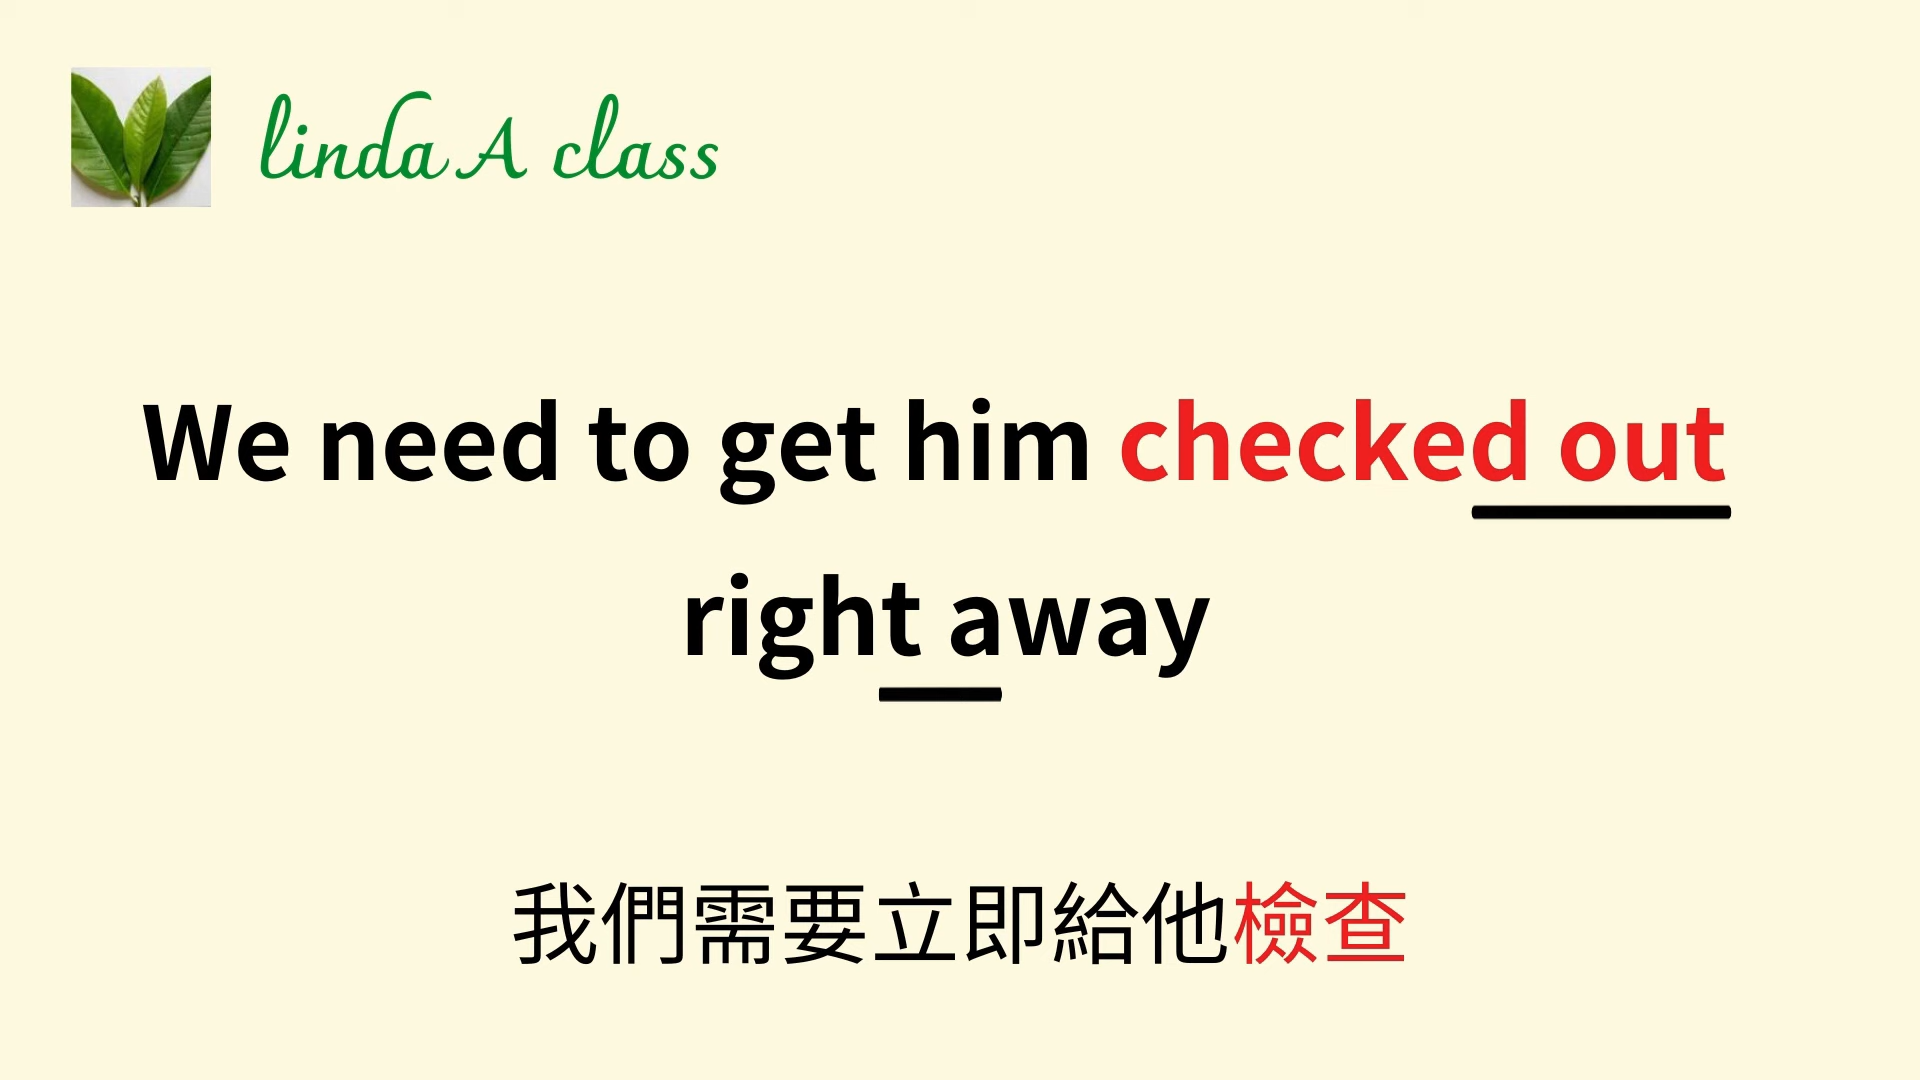 linda A class
We need to get him checked out
right away
我們需要立即給他檢查